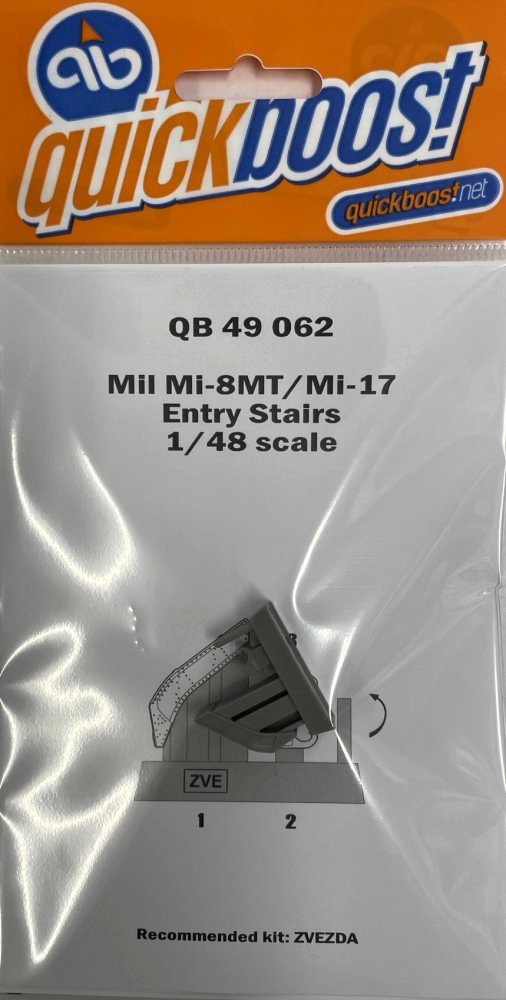 qb
quickboost
quickboost.net
QB 49 062
Mil Mi-8MT/Mi-17
Entry Stairs
1/48 scale
ZVE
1
2
Recommended kit: ZVEZDA